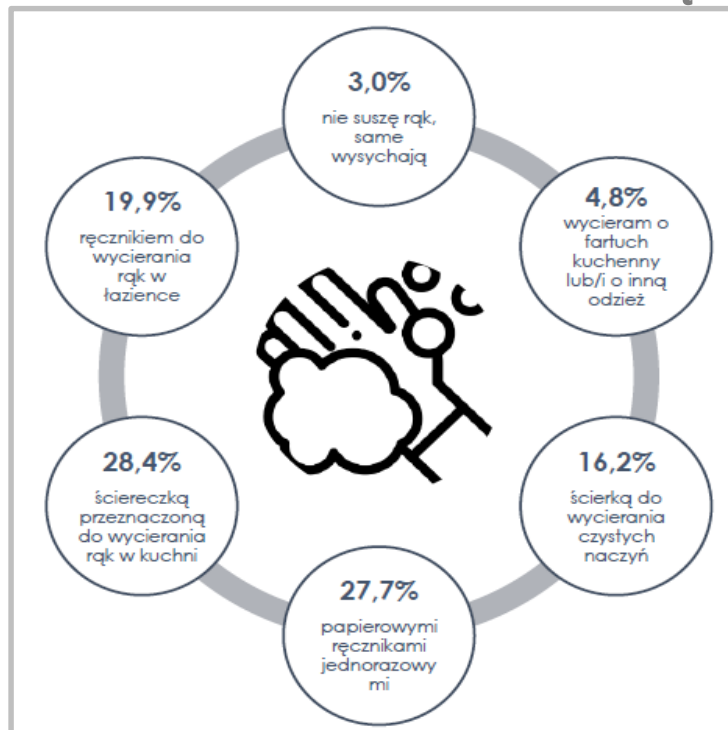 3,0%
nie suszę rąk,
same
wysychają
4,8%
wycieram o
fartuch
kuchenny
lub/i o inną
odzież
16,2%
ścierką do
wycierania
czystych
naczyń
27,7%
papierowymi
ręcznikami
jednorazowy
mi
28,4%
ściereczką
przeznaczoną
do wycierania
rąk w kuchni
19,9%
ręcznikiem do
wycierania
rąk w
łazience